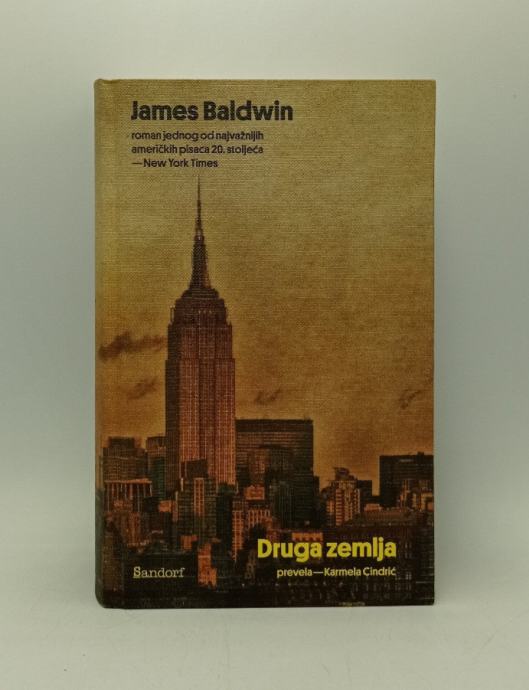 James Baldwin
roman jednog od najvažnijih
američkih pisaca 20. stoljeća
—New York Times
Druga zemlja
prevela—Karmela Cindrić
Sandorf